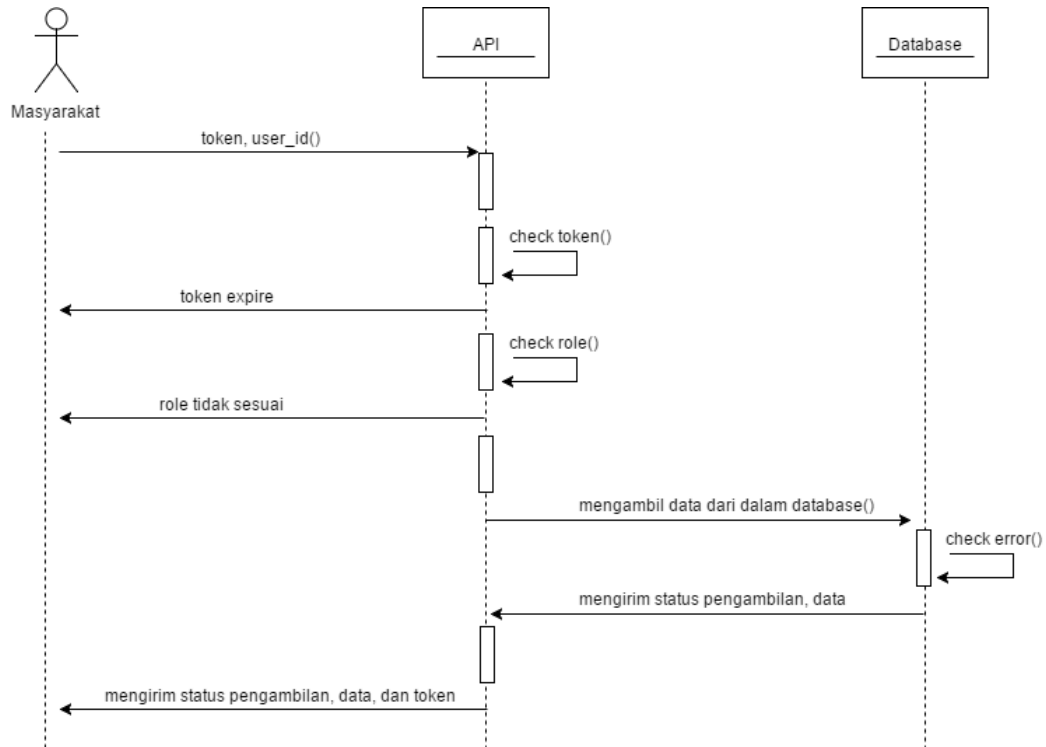 API
Database
Masyarakat
token, user_id()
check token()
token expire
check role()
role tidak sesuai
mengambil data dari dalam database()
check error()
mengirim status pengambilan, data
mengirim status pengambilan, data, dan token